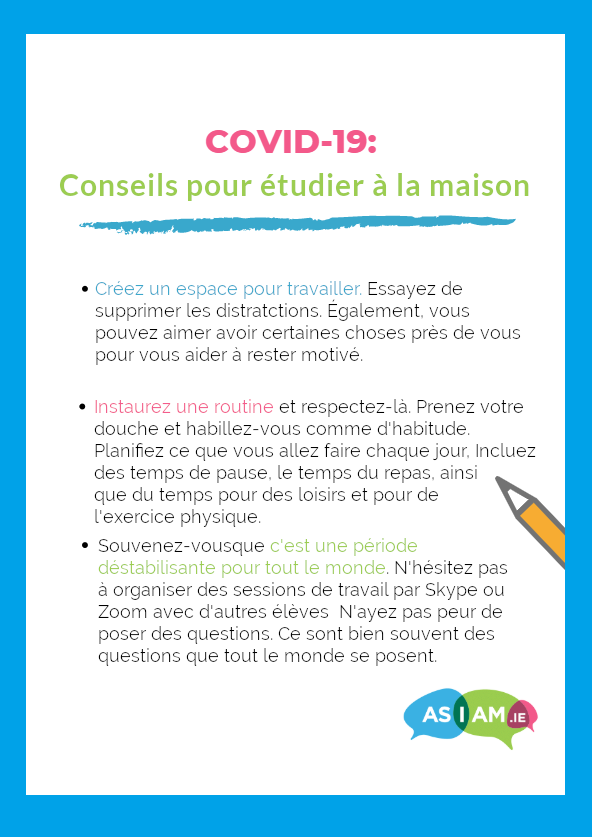 COVID-19:
Conseils pour étudier à la maison
• Créez un espace pour travailler. Essayez de
supprimer les distratctions. Également, vous
pouvez aimer avoir certaines choses près de vous
pour vous aider à rester motivé.
• Instaurez une routine et respectez-là. Prenez votre
douche et habillez-vous comme d'habitude.
Planifiez ce que vous allez faire chaque jour, Incluez
des temps de pause, le temps du repas, ainsi
que du temps pour des loisirs et pour de
l'exercice physique.
• Souvenez-vousque c'est une période
déstabilisante pour tout le monde. N'hésitez pas
à organiser des sessions de travail par Skype ou
Zoom avec d'autres élèves  N'ayez pas peur de
poser des questions. Ce sont bien souvent des
questions que tout le monde se posent.
AS I AM .IE